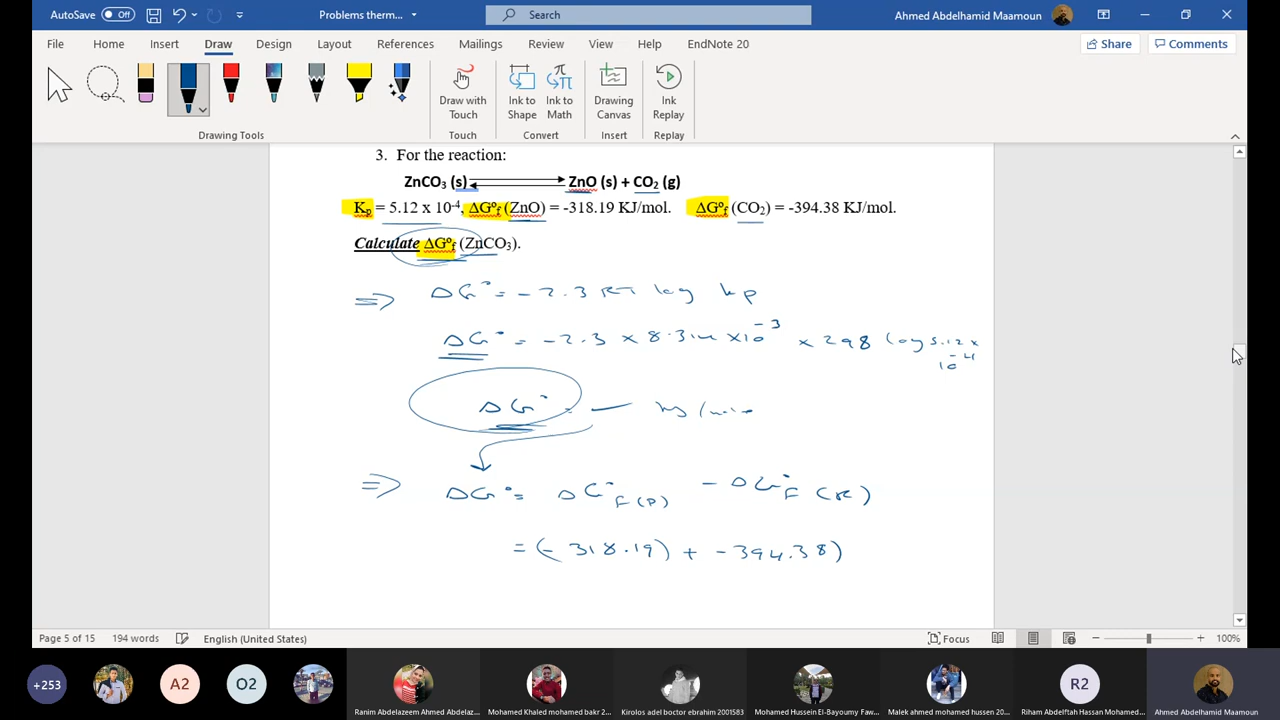 AutoSave Off Problems therm... Search Ahmed Abdelhamid Maamoun
File Home Insert Draw Design Layout References Mailings Review View Help EndNote 20 Share Comments
Draw with Touch Ink to Shape Ink to Math Drawing Canvas Ink Replay
Drawing Tools Touch Convert Insert Replay
3. For the reaction:
ZnCO₃ (s) ⇌ ZnO (s) + CO₂ (g)
Kp = 5.12 x 10⁻⁴, ΔG°f (ZnO) = -318.19 KJ/mol. ΔG°f (CO₂) = -394.38 KJ/mol.
Calculate ΔG°f (ZnCO₃).
⇒ ΔG° = - 2.3 RT log kp
ΔG° = - 2.3 x 8.314 x10⁻³ x 298 log 5.12 x 10⁻⁴
ΔG° = — kJ/mol
⇒ ΔG° = ΔG°F(P) - ΔG°F(R)
= (- 318.19) + - 394.38)
Page 5 of 15 194 words English (United States) Focus 100%
+253 A2 O2 R2
Ranim Abdelazeem Ahmed Abdelaz... Mohamed Khaled mohamed bakr 2... Kirolos adel boctor ebrahim 2001583 Mohamed Hussein El-Bayoumy Faw... Malek ahmed mohamed hussen 20... Riham Abdelftah Hassan Mohamed... Ahmed Abdelhamid Maamoun